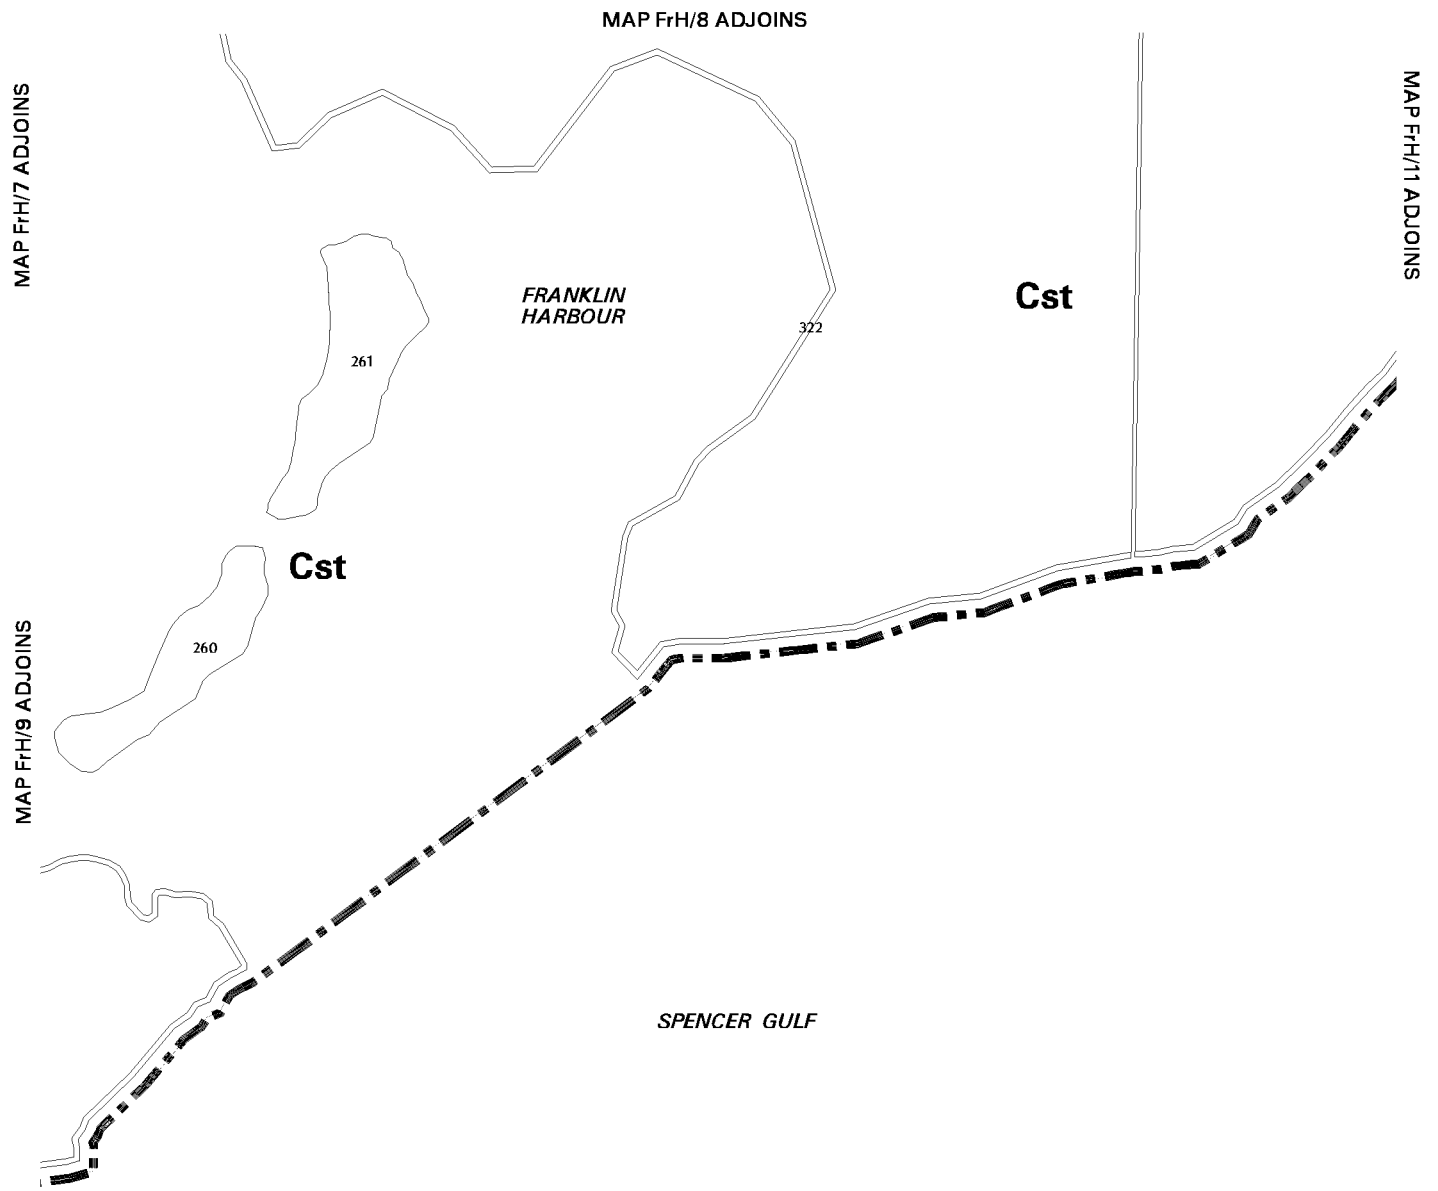 MAP FrH/8 ADJOINS
MAP FrH/7 ADJOINS
MAP FrH/11 ADJOINS
FRANKLIN
HARBOUR
Cst
322
261
Cst
260
MAP FrH/9 ADJOINS
SPENCER GULF